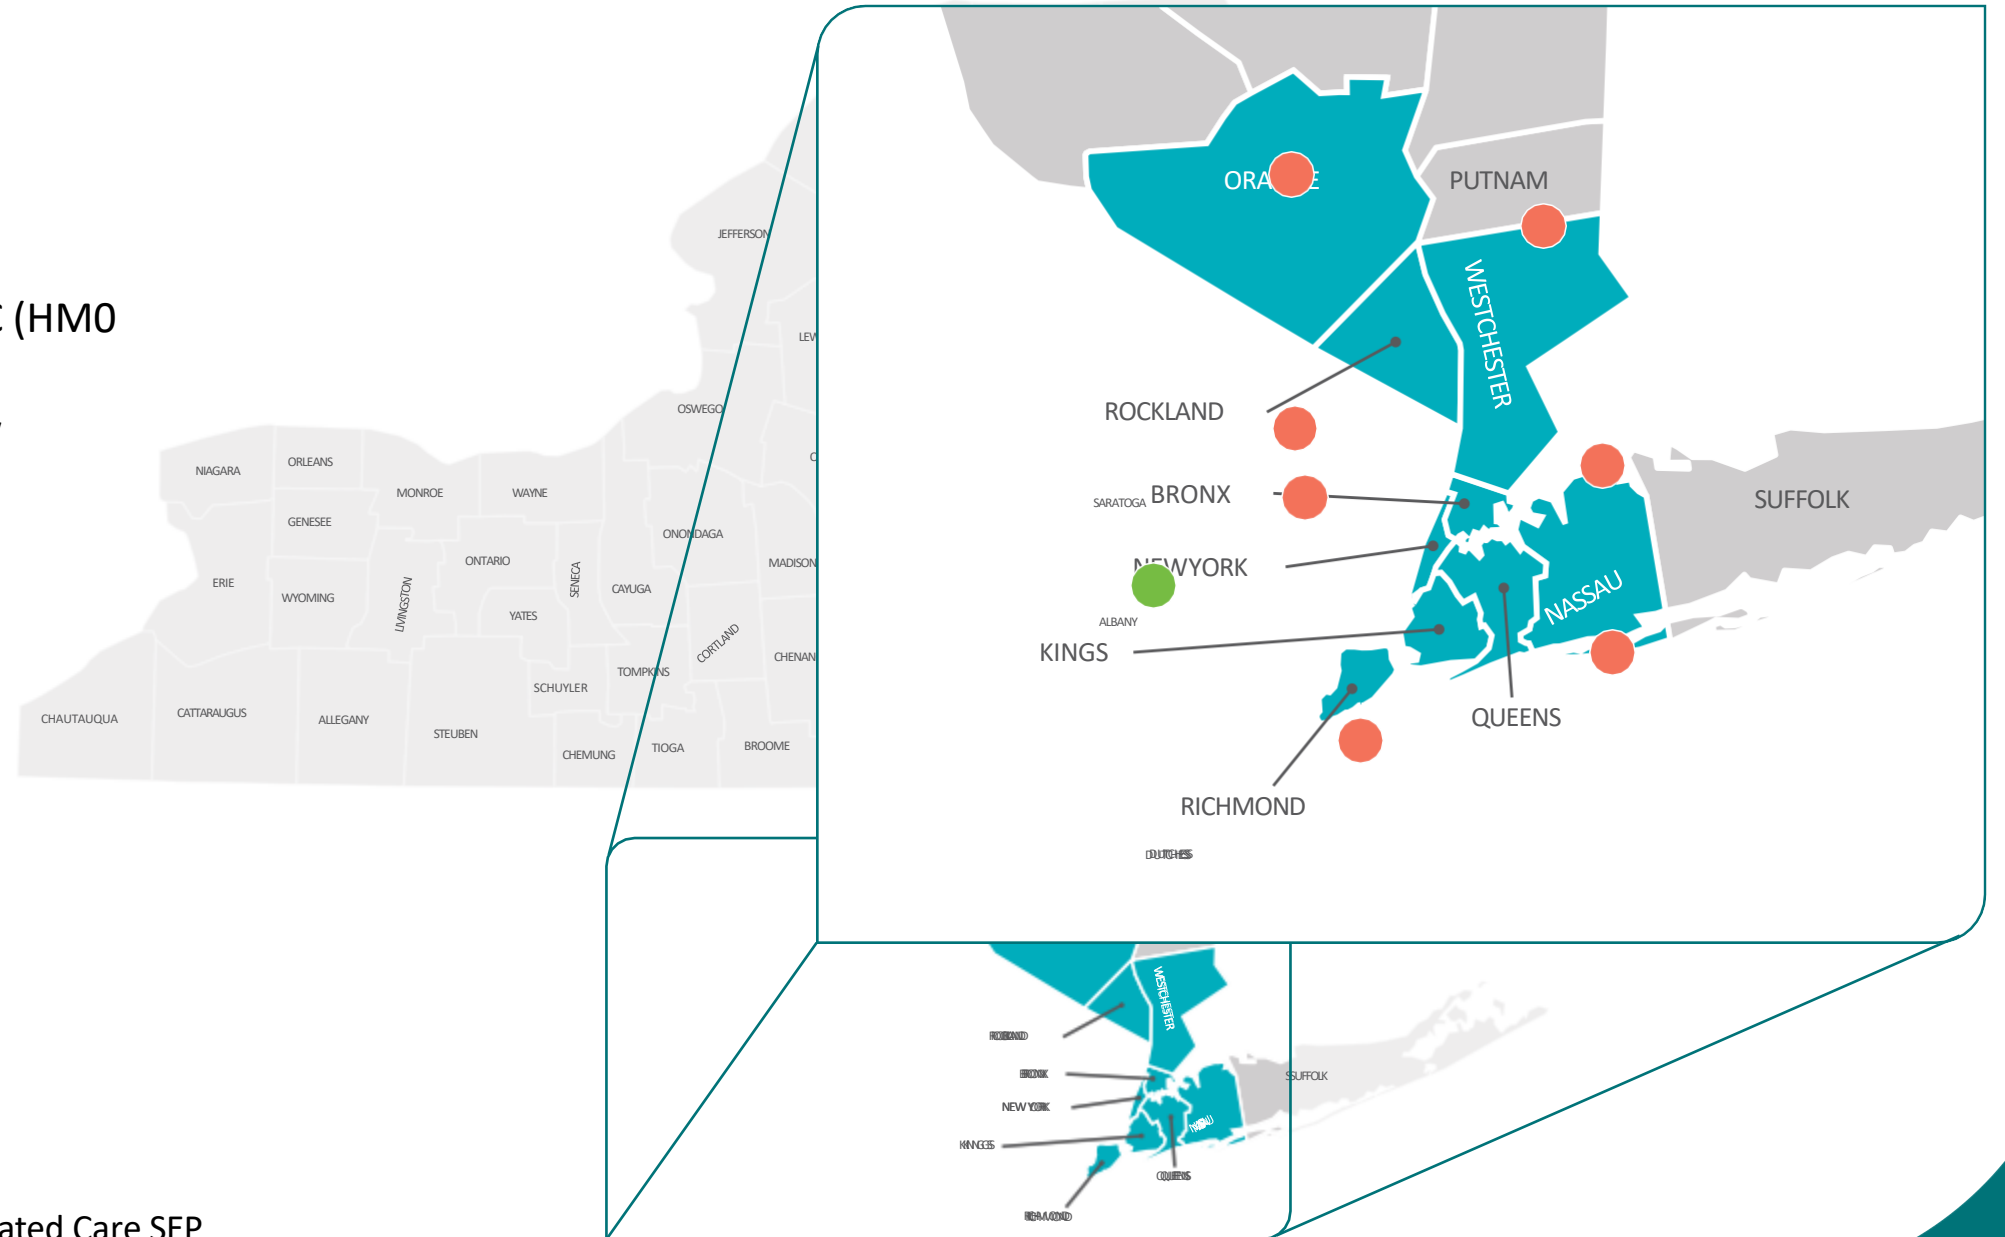 (HM0
ated Care SEP
JEFFERSON
OSWEGO
NIAGARA
ORLEANS
MONROE
WAYNE
GENESEE
ONONDAGA
ONTARIO
MADISON
ERIE
WYOMING
LIVINGSTON
SENECA
CAYUGA
YATES
CORTLAND
CHENAN
TOMPKINS
SCHUYLER
CHAUTAUQUA
CATTARAUGUS
ALLEGANY
STEUBEN
CHEMUNG
TIOGA
BROOME
PUTNAM
WESTCHESTER
ROCKLAND
SARATOGA
BRONX
SUFFOLK
ALBANY
NASSAU
KINGS
QUEENS
RICHMOND
WESTCHESTER
NEW YORK